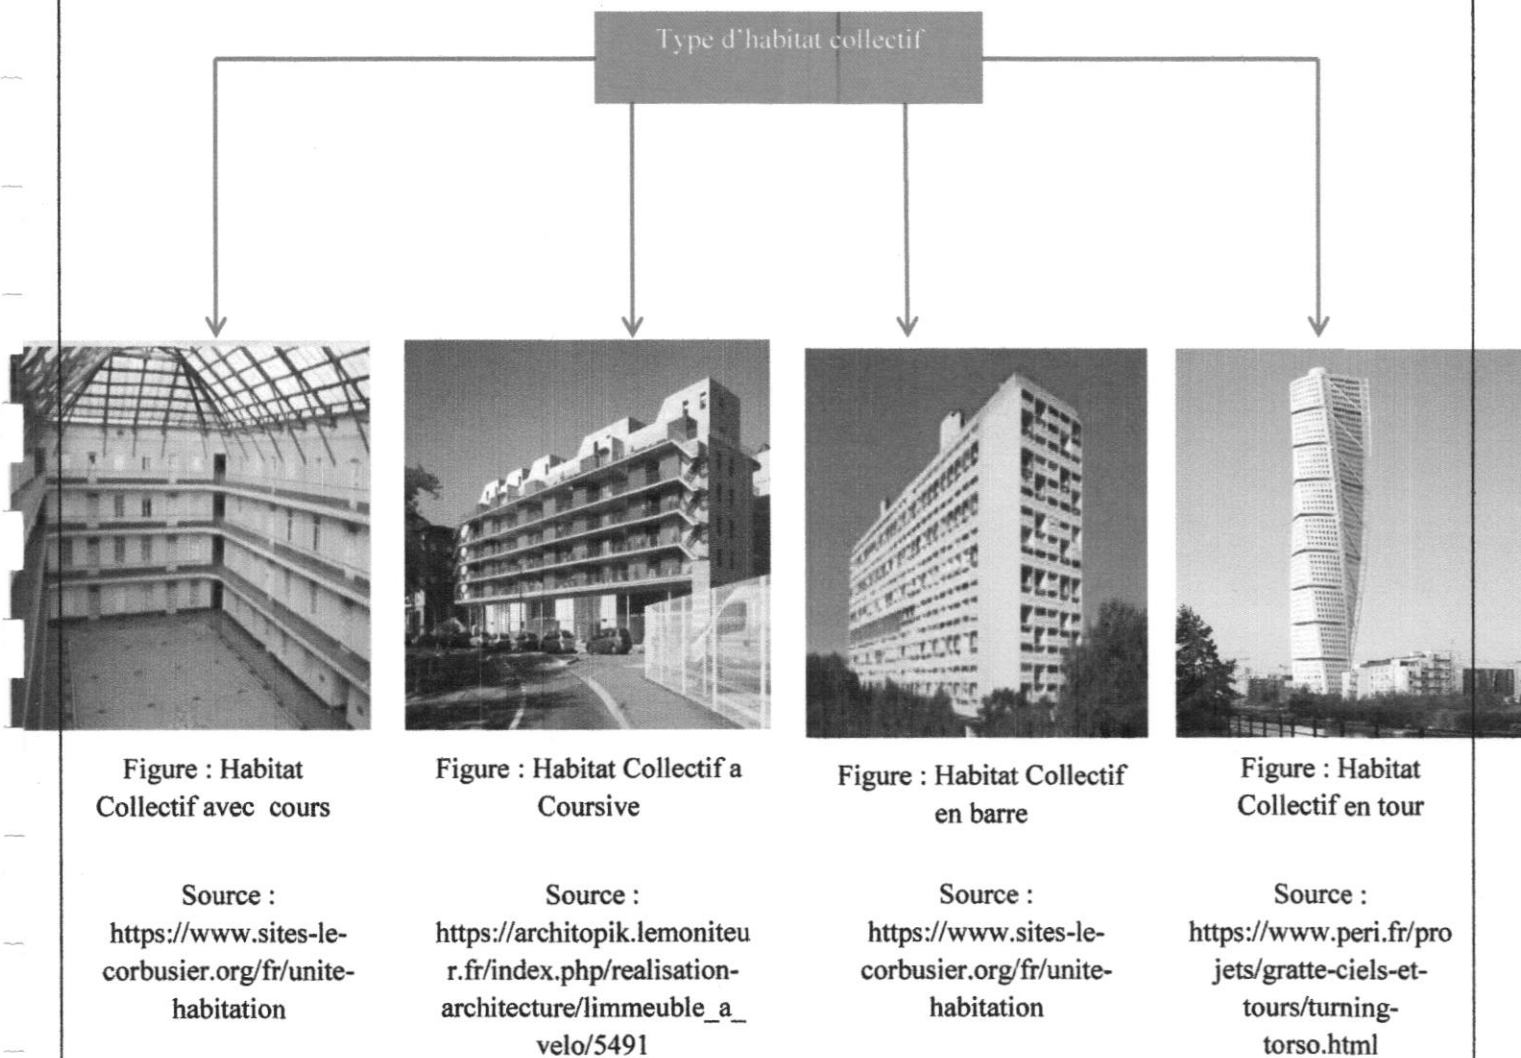 Type d'habitat collectif
Figure : Habitat
Collectif avec cours
Figure : Habitat Collectif a
Coursive
Figure : Habitat Collectif
en barre
Figure : Habitat
Collectif en tour
Source :
https://www.sites-le-
corbusier.org/fr/unite-
habitation
Source :
https://architopik.lemoniteu
r.fr/index.php/realisation-
architecture/limmeuble_a_
velo/5491
Source :
https://www.sites-le-
corbusier.org/fr/unite-
habitation
Source :
https://www.peri.fr/pro
jets/gratte-ciels-et-
tours/turning-
torso.html